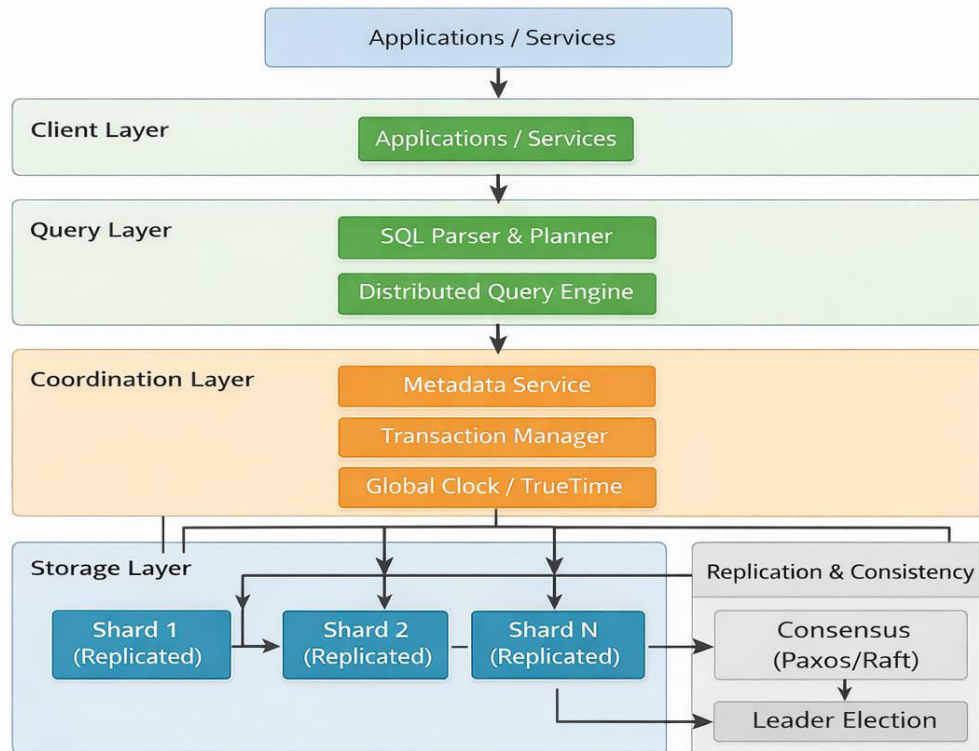 Applications / Services
Client Layer
Applications / Services
Query Layer
SQL Parser & Planner
Distributed Query Engine
Coordination Layer
Metadata Service
Transaction Manager
Global Clock / TrueTime
Storage Layer
Shard 1
(Replicated)
Shard 2
(Replicated)
Shard N
(Replicated)
Replication & Consistency
Consensus
(Paxos/Raft)
Leader Election